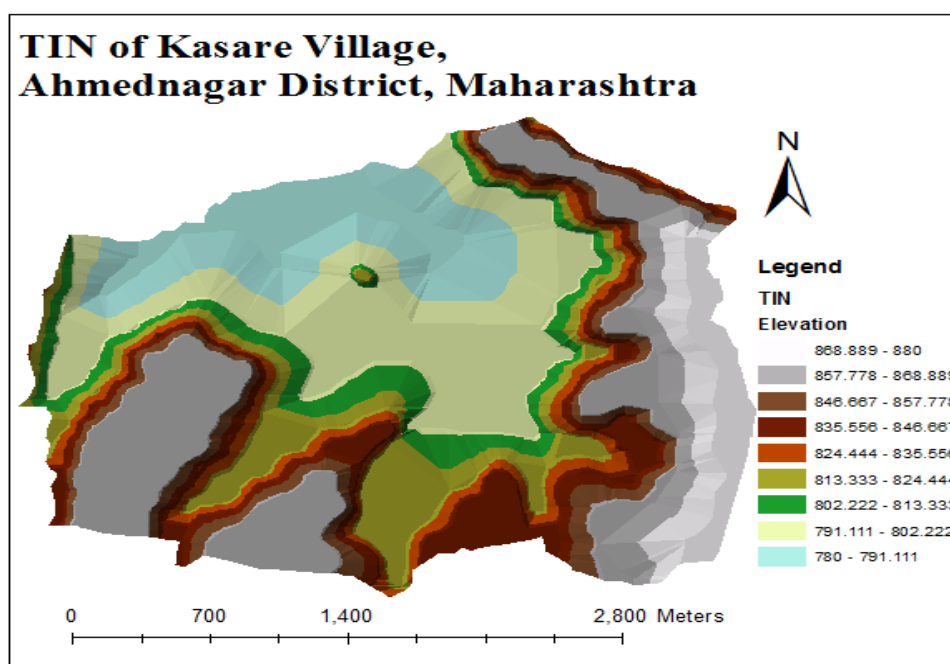 TIN of Kasare Village,
Ahmednagar District, Maharashtra
N
Legend
TIN
Elevation
868.889 - 880
857.778 - 868.889
846.667 - 857.778
835.556 - 846.667
824.444 - 835.556
813.333 - 824.444
802.222 - 813.333
791.111 - 802.222
780 - 791.111
0 700 1,400 2,800 Meters